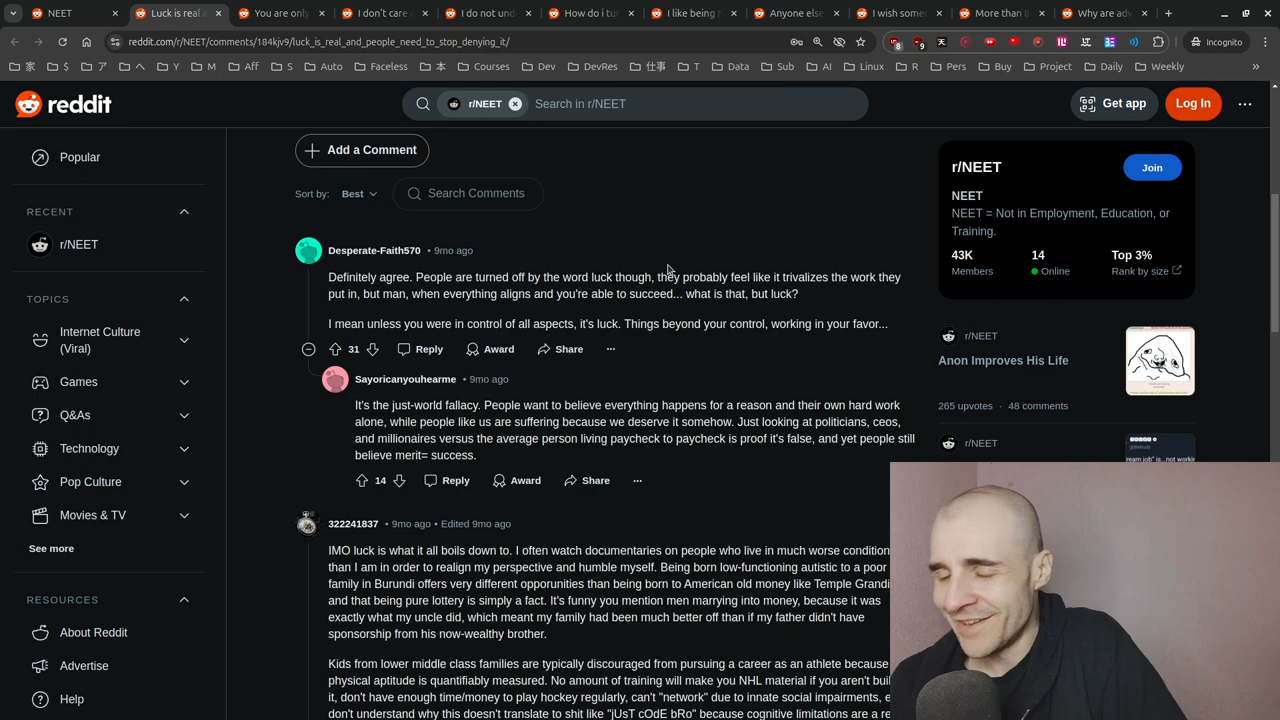 NEET
Luck is real a
You are only
I don't care a
I do not und
How do i tu
I like being
Anyone else
I wish some
More than
Why are ad
reddit.com/r/NEET/comments/184kjv9/luck_is_real_and_people_need_to_stop_denying_it/
8
9
Incognito
家
$
ア
へ
Y
M
Aff
S
Auto
Faceless
本
Courses
Dev
DevRes
仕事
T
Data
Sub
AI
Linux
R
Pers
Buy
Project
Daily
Weekly
»
reddit
r/NEET
Search in r/NEET
Get app
Log In
Popular
RECENT
r/NEET
TOPICS
Internet Culture
(Viral)
Games
Q&As
Technology
Pop Culture
Movies & TV
See more
RESOURCES
About Reddit
Advertise
Help
Add a Comment
Sort by:
Best
Search Comments
Desperate-Faith570 • 9mo ago
Definitely agree. People are turned off by the word luck though, they probably feel like it trivalizes the work they
put in, but man, when everything aligns and you're able to succeed... what is that, but luck?
I mean unless you were in control of all aspects, it's luck. Things beyond your control, working in your favor...
31
Reply
Award
Share
Sayoricanyouhearme • 9mo ago
It's the just-world fallacy. People want to believe everything happens for a reason and their own hard work
alone, while people like us are suffering because we deserve it somehow. Just looking at politicians, ceos,
and millionaires versus the average person living paycheck to paycheck is proof it's false, and yet people still
believe merit= success.
14
Reply
Award
Share
322241837 • 9mo ago • Edited 9mo ago
IMO luck is what it all boils down to. I often watch documentaries on people who live in much worse condition
than I am in order to realign my perspective and humble myself. Being born low-functioning autistic to a poor
family in Burundi offers very different opportunities than being born to American old money like Temple Grandi
and that being pure lottery is simply a fact. It's funny you mention men marrying into money, because it was
exactly what my uncle did, which meant my family had been much better off than if my father didn't have
sponsorship from his now-wealthy brother.
Kids from lower middle class families are typically discouraged from pursuing a career as an athlete because
physical aptitude is quantifiably measured. No amount of training will make you NHL material if you aren't buil
it, don't have enough time/money to play hockey regularly, can't "network" due to innate social impairments, e
don't understand why this doesn't translate to shit like "jUsT cOdE bRo" because cognitive limitations are a re
r/NEET
Join
NEET
NEET = Not in Employment, Education, or
Training.
43K
14
Top 3%
Members
Online
Rank by size
r/NEET
Anon Improves His Life
265 upvotes • 48 comments
r/NEET